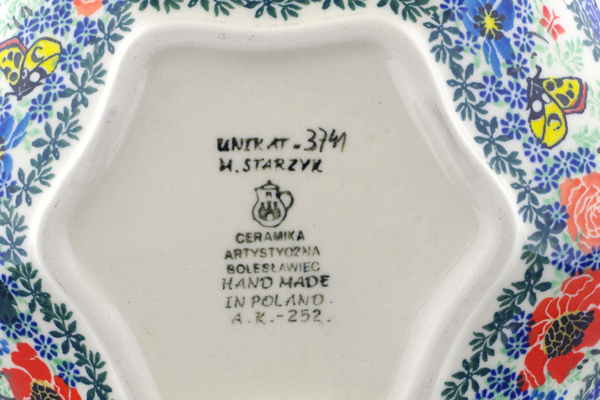 UNIKAT-3741
M. STARZYK
CERAMIKA
ARTYSTYCZNA
BOLESŁAWIEC
HAND MADE
IN POLAND.
A.K.-252.